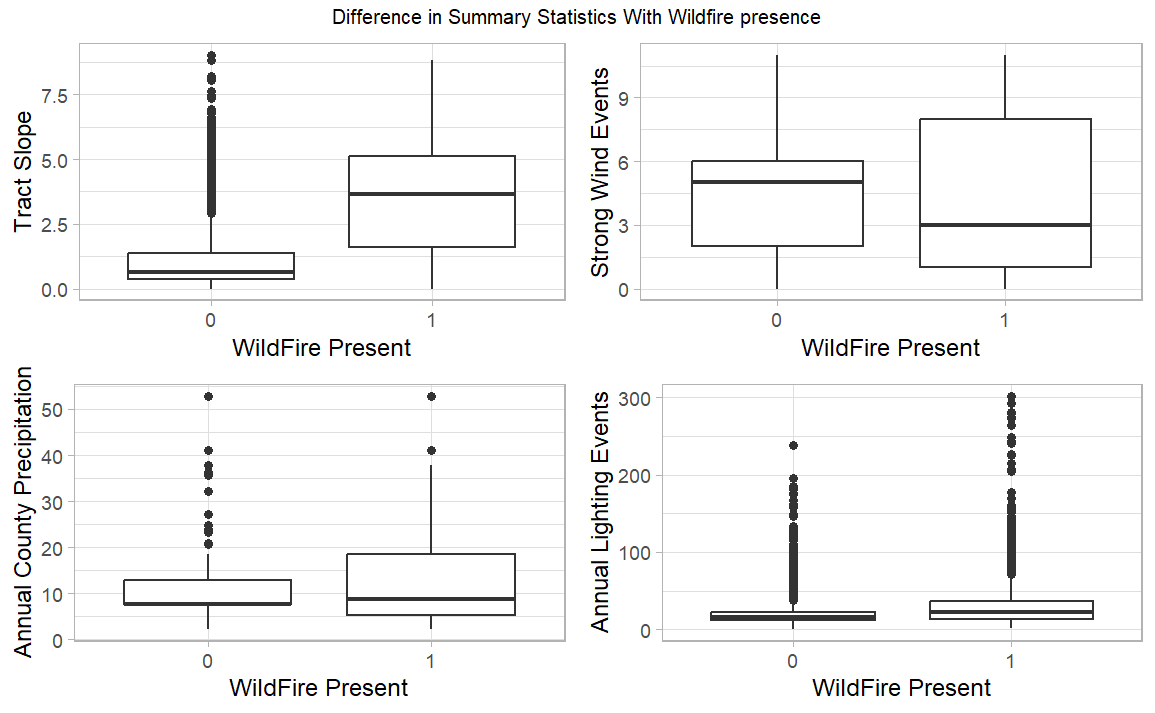 Difference in Summary Statistics With Wildfire presence
Tract Slope
7.5
5.0
2.5
0.0
0
1
WildFire Present
Strong Wind Events
9
6
3
0
0
1
WildFire Present
Annual County Precipitation
50
40
30
20
10
0
0
1
WildFire Present
Annual Lighting Events
300
200
100
0
0
1
WildFire Present